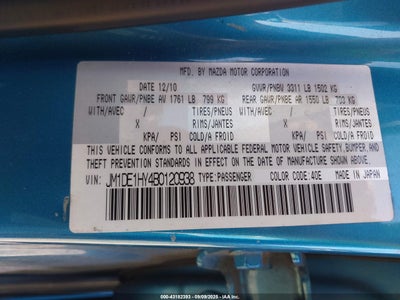 MFD. BY MAZDA MOTOR CORPORATION
12/10 GVWR/PNBV 3311 LB 1502 KG
FRONT GAWR/PNBE AV 1761 LB 799 KG REAR GAWR/PNBE AR 1550 LB 703 KG
WITH/AVEC / TIRES/PNEUS WITH/AVEC / TIRES/PNEUS
X RIMS/JANTES X RIMS/JANTES
KPA/ PSI COLD/A FROID KPA/ PSI COLD/A FROID
THIS VEHICLE CONFORMS TO ALL APPLICABLE FEDERAL MOTOR VEHICLE SAFETY, BUMPER, AND
THEFT PREVENTION STANDARDS IN EFFECT ON THE DATE OF MANUFACTURE SHOWN ABOVE.
VIN: JM1DE1HY4B0120938 TYPE:PASSENGER COLOR CODE:40E MADE IN JAPAN
000-43182393 - 09/09/2025 - IAAI.COM